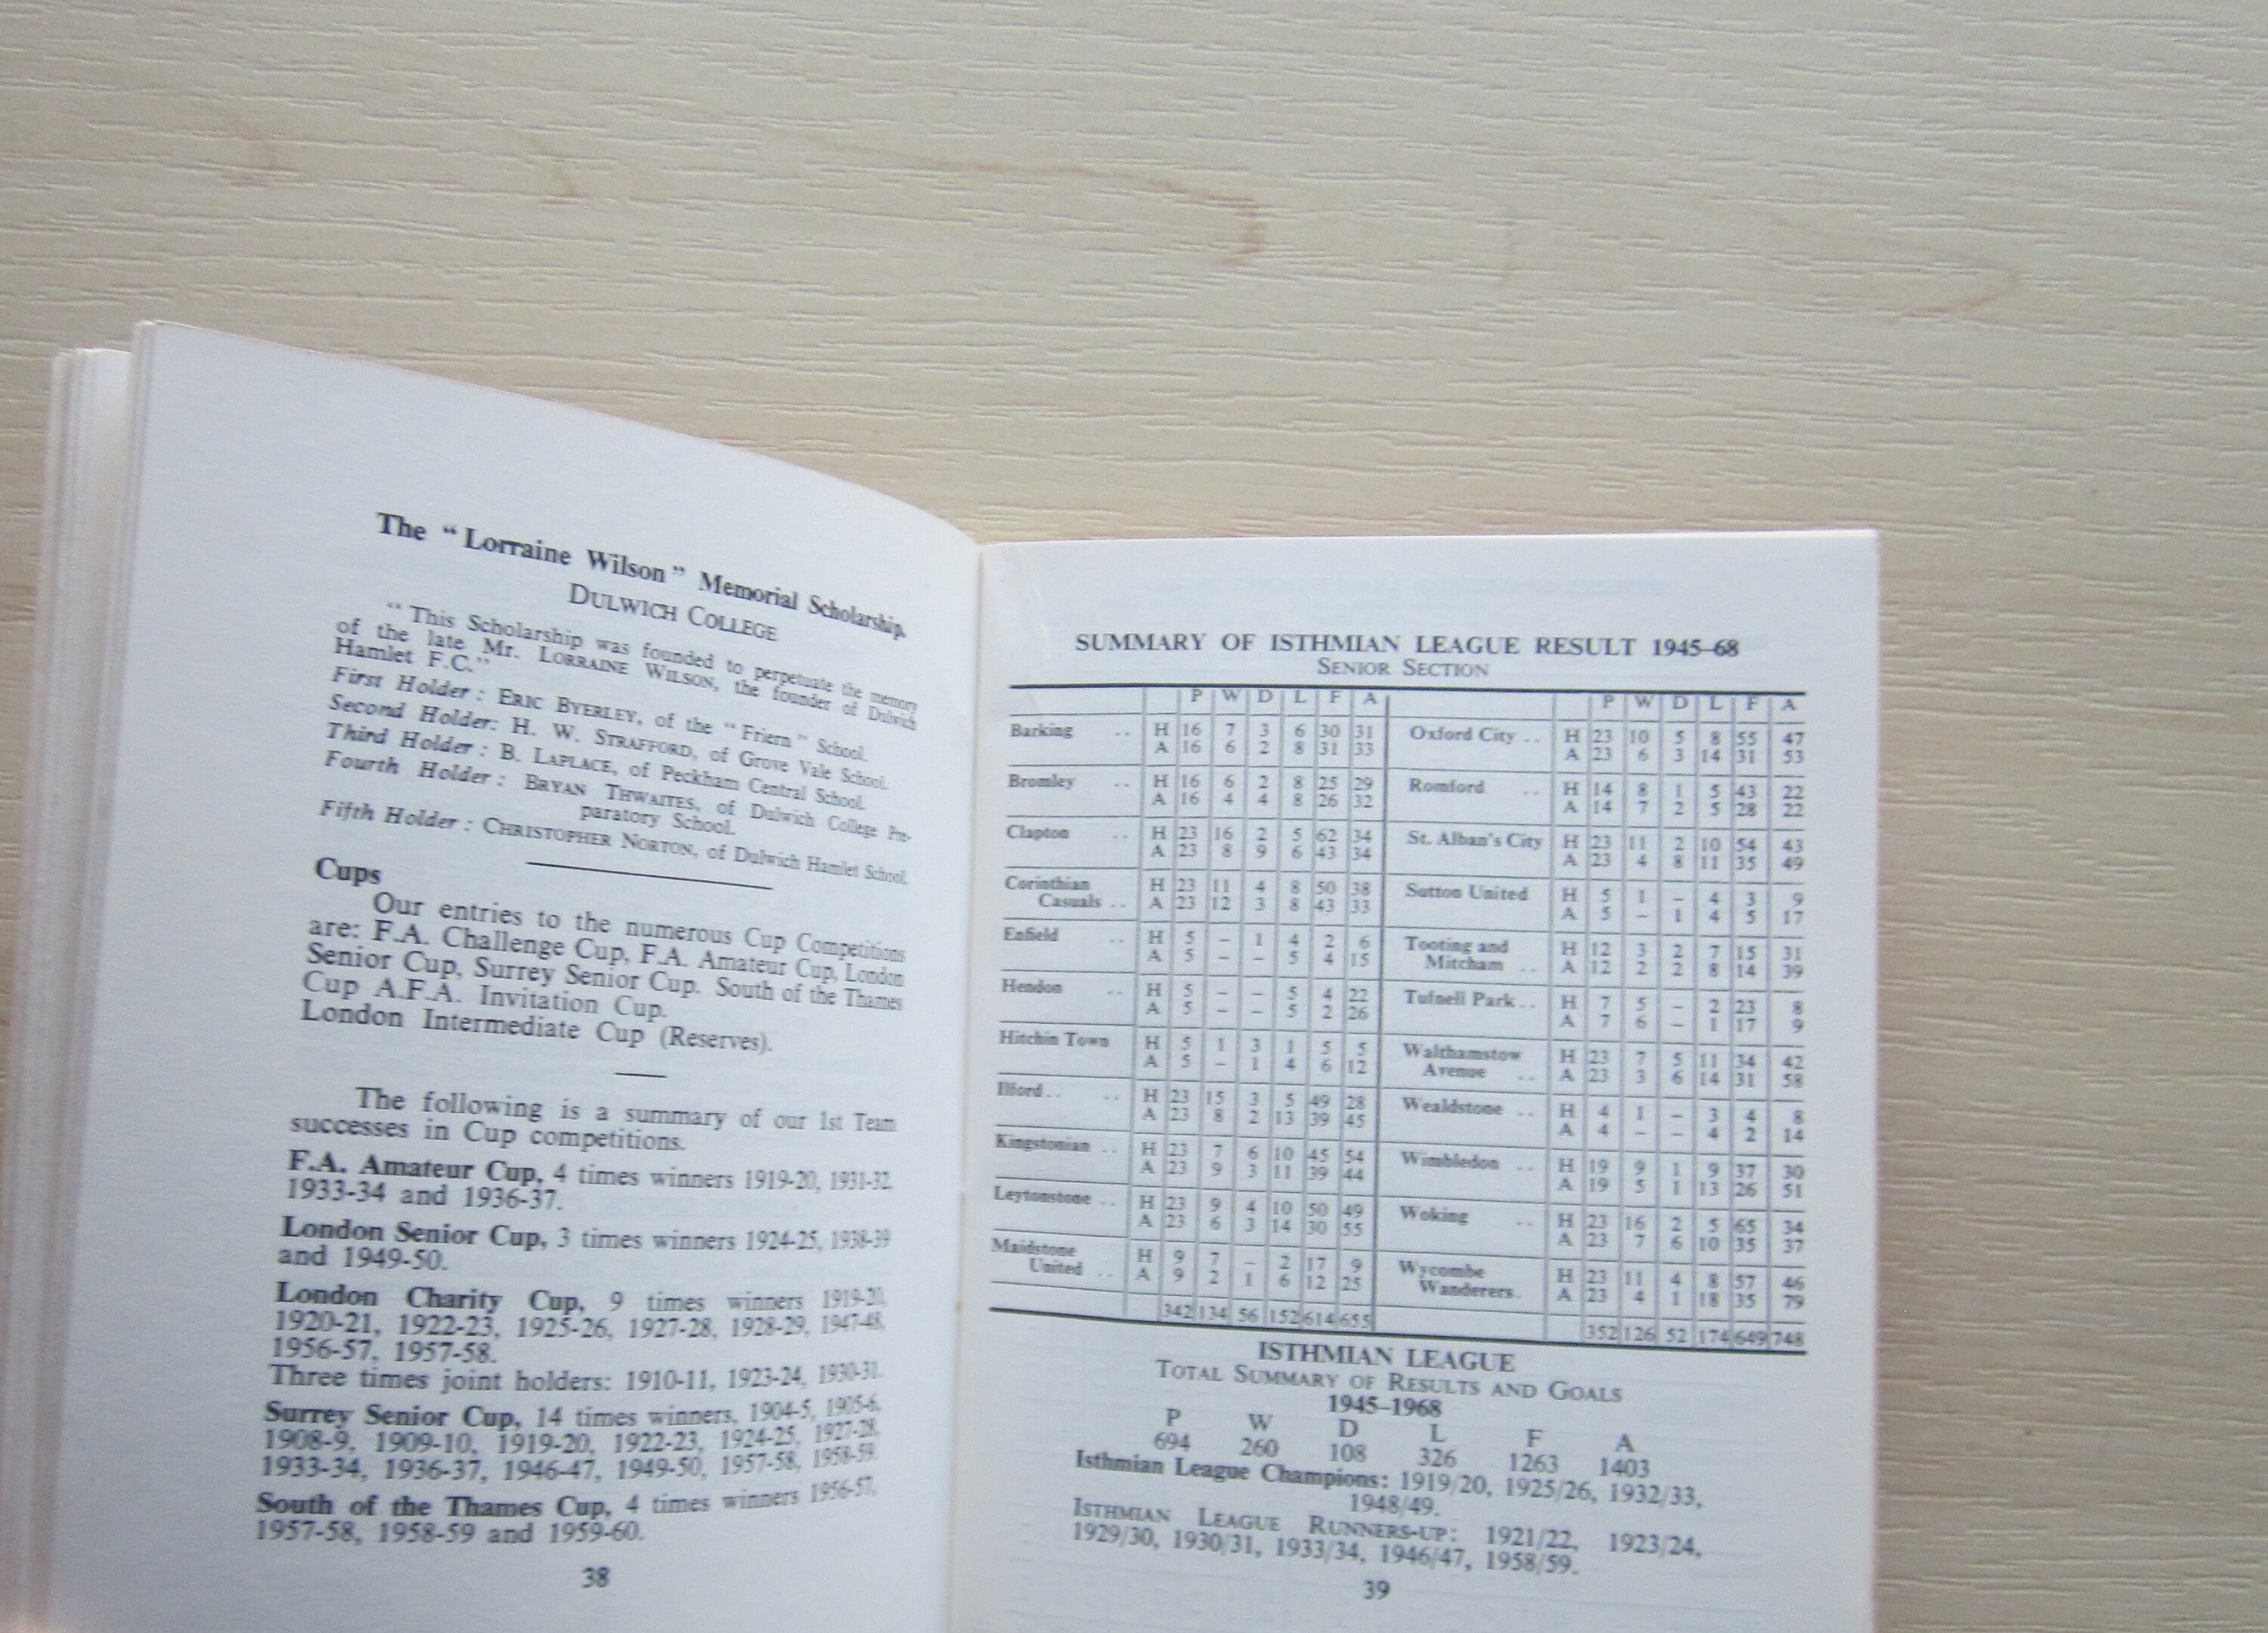 The “Lorraine Wilson” Memorial Scholarship.
DULWICH COLLEGE
“This Scholarship was founded to perpetuate the memory
of the late Mr. LORRAINE WILSON, the founder of Dulwich
Hamlet F.C.”
First Holder: ERIC BYERLEY, of the “Friern” School.
Second Holder: H. W. STRAFFORD, of Grove Vale School.
Third Holder: B. LAPLACE, of Peckham Central School.
Fourth Holder: BRYAN THWAITES, of Dulwich College Pre-
paratory School.
Fifth Holder: CHRISTOPHER NORTON, of Dulwich Hamlet School.
Cups
Our entries to the numerous Cup Competitions
are: F.A. Challenge Cup, F.A. Amateur Cup, London
Senior Cup, Surrey Senior Cup. South of the Thames
Cup A.F.A. Invitation Cup.
London Intermediate Cup (Reserves).
The following is a summary of our 1st Team
successes in Cup competitions.
F.A. Amateur Cup, 4 times winners 1919-20, 1931-32,
1933-34 and 1936-37.
London Senior Cup, 3 times winners 1924-25, 1938-39
and 1949-50.
London Charity Cup, 9 times winners 1919-20,
1920-21, 1922-23, 1925-26, 1927-28, 1928-29, 1947-48,
1956-57, 1957-58.
Three times joint holders: 1910-11, 1923-24, 1930-31.
Surrey Senior Cup, 14 times winners, 1904-5, 1905-6,
1908-9, 1909-10, 1919-20, 1922-23, 1924-25, 1927-28,
1933-34, 1936-37, 1946-47, 1949-50, 1957-58, 1958-59.
South of the Thames Cup, 4 times winners 1956-57,
1957-58, 1958-59 and 1959-60.
38
SUMMARY OF ISTHMIAN LEAGUE RESULT 1945–68
SENIOR SECTION
P W D L F A
Barking .. H 16 7 3 6 30 31
A 16 6 2 8 31 33
Bromley .. H 16 6 2 8 25 29
A 16 4 4 8 26 32
Clapton .. H 23 16 2 5 62 34
A 23 8 9 6 43 34
Corinthian H 23 11 4 8 50 38
Casuals .. A 23 12 3 8 43 33
Enfield .. H 5 – 1 4 2 6
A 5 – – 5 4 15
Hendon .. H 5 – – 5 4 22
A 5 – – 5 2 26
Hitchin Town H 5 1 3 1 5 5
A 5 – 1 4 6 12
Ilford .. .. H 23 15 3 5 49 28
A 23 8 2 13 39 45
Kingstonian .. H 23 7 6 10 45 54
A 23 9 3 11 39 44
Leytonstone .. H 23 9 4 10 50 49
A 23 6 3 14 30 55
Maidstone H 9 7 – 2 17 9
United .. A 9 2 1 6 12 25
342 134 56 152 614 655
P W D L F A
Oxford City .. H 23 10 5 8 55 47
A 23 6 3 14 31 53
Romford .. H 14 8 1 5 43 22
A 14 7 2 5 28 22
St. Alban's City H 23 11 2 10 54 43
A 23 4 8 11 35 49
Sutton United H 5 1 – 4 3 9
A 5 – 1 4 5 17
Tooting and H 12 3 2 7 15 31
Mitcham .. A 12 2 2 8 14 39
Tufnell Park .. H 7 5 – 2 23 8
A 7 6 – 1 17 9
Walthamstow H 23 7 5 11 34 42
Avenue .. A 23 3 6 14 31 58
Wealdstone .. H 4 1 – 3 4 8
A 4 – – 4 2 14
Wimbledon .. H 19 9 1 9 37 30
A 19 5 1 13 26 51
Woking .. H 23 16 2 5 65 34
A 23 7 6 10 35 37
Wycombe H 23 11 4 8 57 46
Wanderers. A 23 4 1 18 35 79
352 126 52 174 649 748
ISTHMIAN LEAGUE
TOTAL SUMMARY OF RESULTS AND GOALS
1945–1968
P W D L F A
694 260 108 326 1263 1403
Isthmian League Champions: 1919/20, 1925/26, 1932/33,
1948/49.
ISTHMIAN LEAGUE RUNNERS-UP: 1921/22, 1923/24,
1929/30, 1930/31, 1933/34, 1946/47, 1958/59.
39